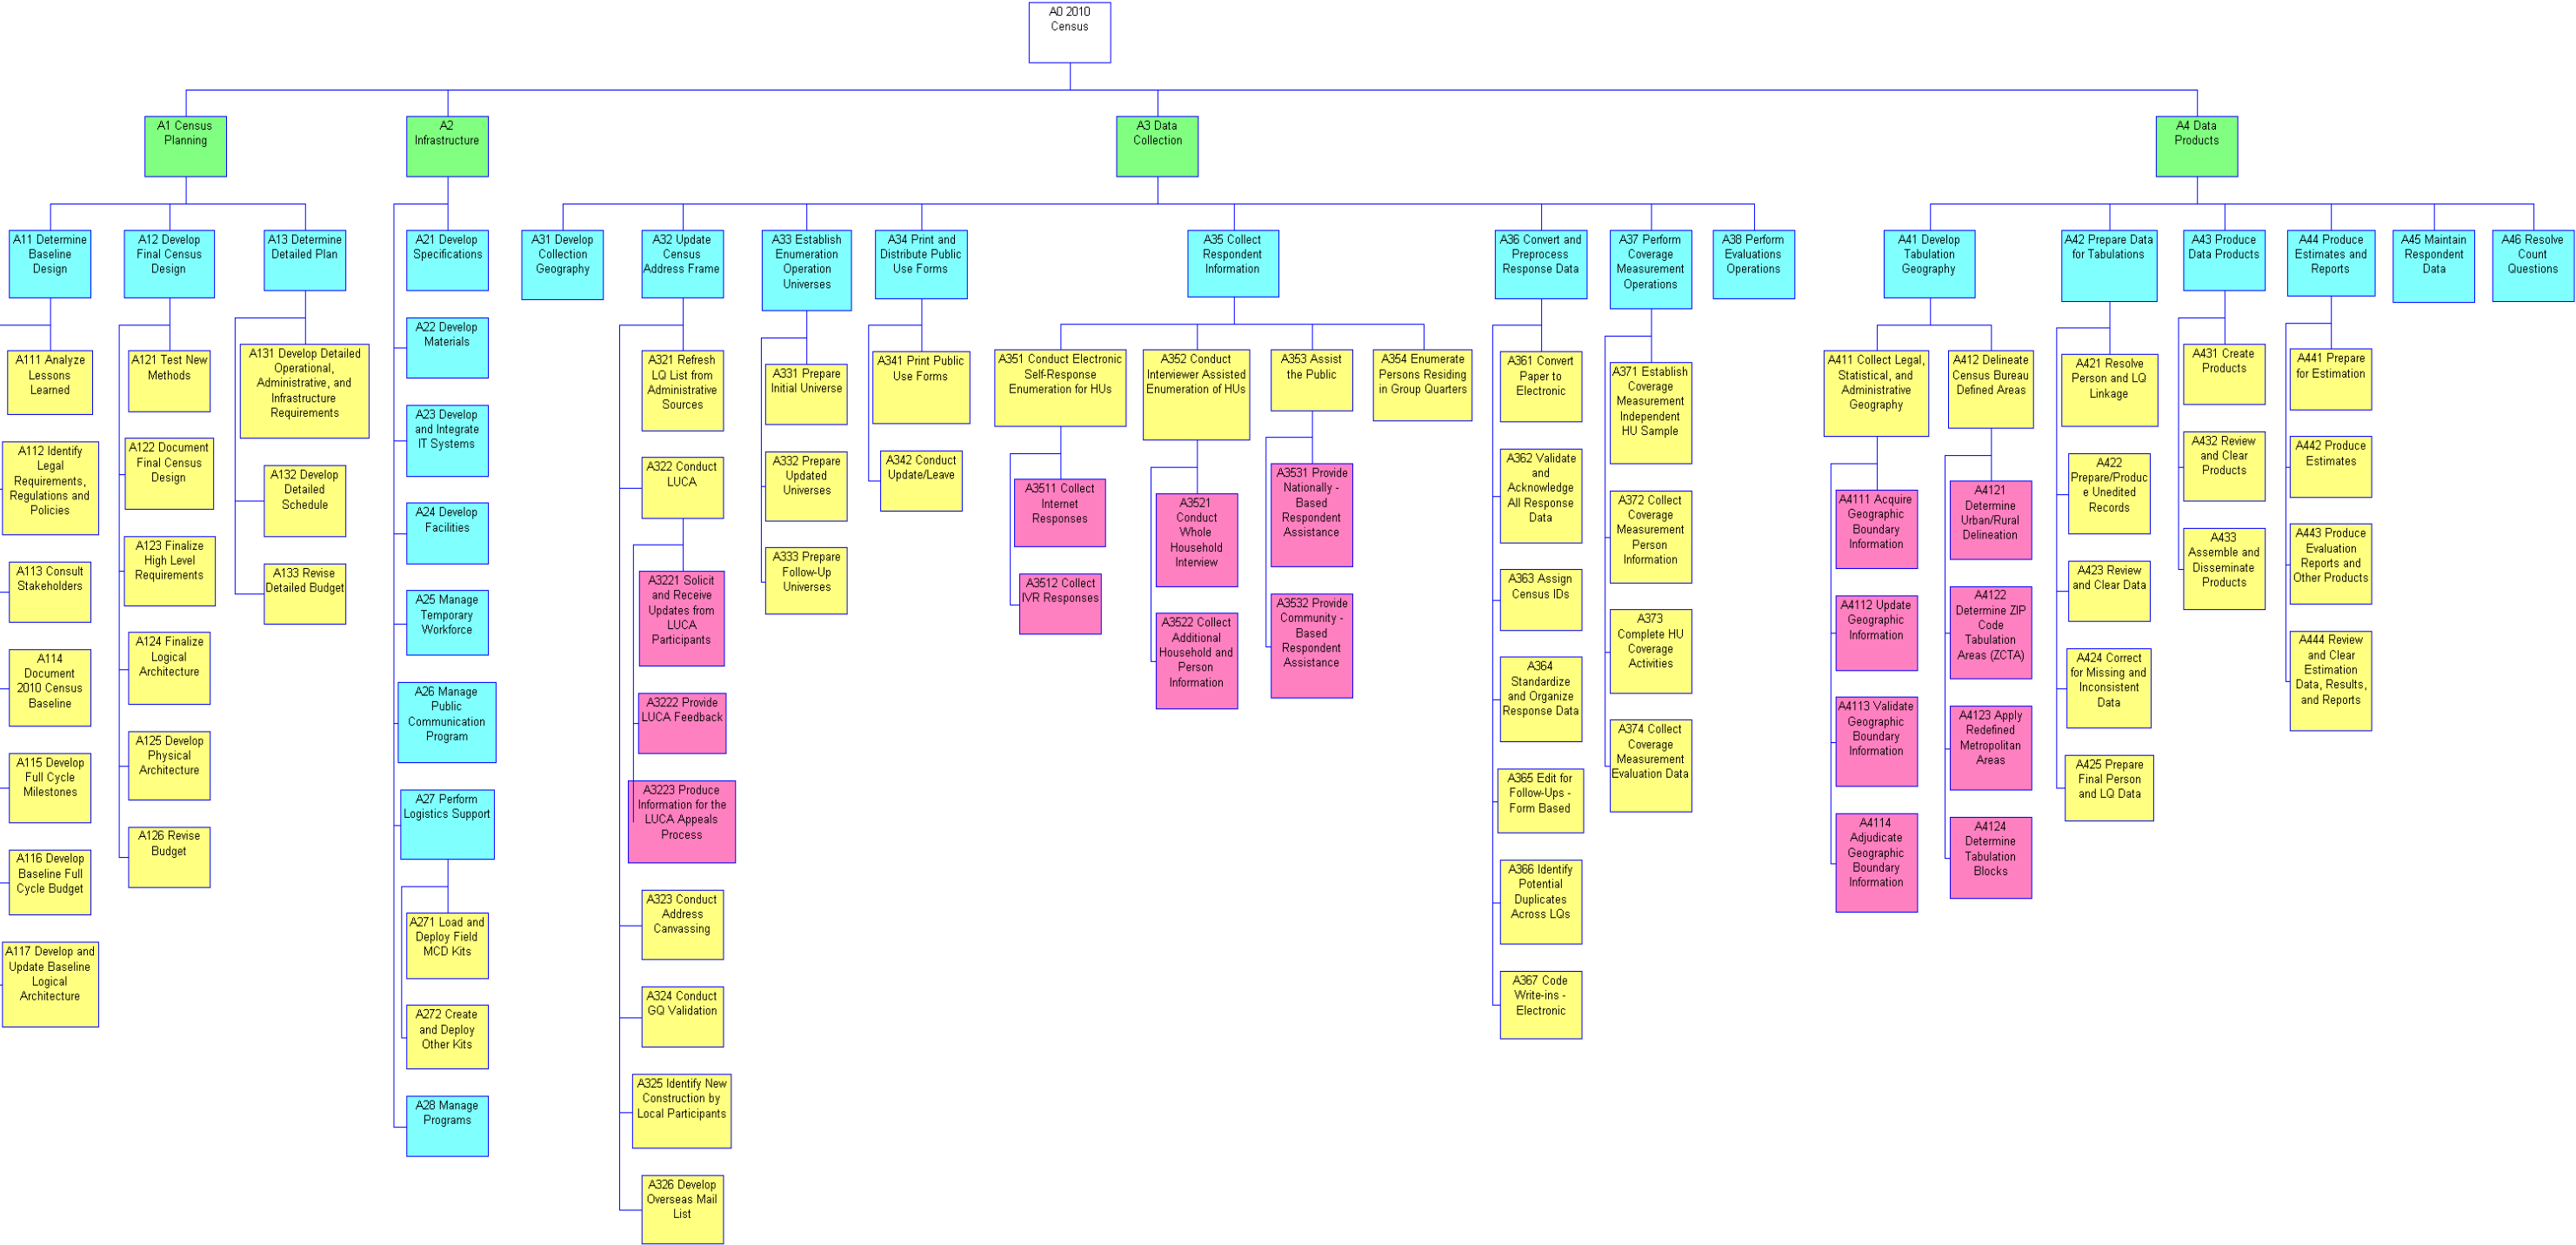 A0 2010
Census
A1 Census
Planning
A2
Infrastructure
A3 Data
Collection
A4 Data
Products
A11 Determine
Baseline
Design
A12 Develop
Final Census
Design
A13 Determine
Detailed Plan
A21 Develop
Specifications
A31 Develop
Collection
Geography
A32 Update
Census
Address Frame
A33 Establish
Enumeration
Operation
Universes
A34 Print and
Distribute Public
Use Forms
A35 Collect
Respondent
Information
A36 Convert and
Preprocess
Response Data
A37 Perform
Coverage
Measurement
Operations
A38 Perform
Evaluations
Operations
A41 Develop
Tabulation
Geography
A42 Prepare Data
for Tabulations
A43 Produce
Data Products
A44 Produce
Estimates and
Reports
A45 Maintain
Respondent
Data
A46 Resolve
Count
Questions
A111 Analyze
Lessons
Learned
A112 Identify
Legal
Requirements,
Regulations and
Policies
A113 Consult
Stakeholders
A114
Document
2010 Census
Baseline
A115 Develop
Full Cycle
Milestones
A116 Develop
Baseline Full
Cycle Budget
A117 Develop and
Update Baseline
Logical
Architecture
A121 Test New
Methods
A122 Document
Final Census
Design
A123 Finalize
High Level
Requirements
A124 Finalize
Logical
Architecture
A125 Develop
Physical
Architecture
A126 Revise
Budget
A131 Develop Detailed
Operational,
Administrative, and
Infrastructure
Requirements
A132 Develop
Detailed
Schedule
A133 Revise
Detailed Budget
A22 Develop
Materials
A23 Develop
and Integrate
IT Systems
A24 Develop
Facilities
A25 Manage
Temporary
Workforce
A26 Manage
Public
Communication
Program
A27 Perform
Logistics Support
A271 Load and
Deploy Field
MCD Kits
A272 Create
and Deploy
Other Kits
A28 Manage
Programs
A321 Refresh
LQ List from
Administrative
Sources
A322 Conduct
LUCA
A3221 Solicit
and Receive
Updates from
LUCA
Participants
A3222 Provide
LUCA Feedback
A3223 Produce
Information for the
LUCA Appeals
Process
A323 Conduct
Address
Canvassing
A324 Conduct
GQ Validation
A325 Identify New
Construction by
Local Participants
A326 Develop
Overseas Mail
List
A331 Prepare
Initial Universe
A332 Prepare
Updated
Universes
A333 Prepare
Follow-Up
Universes
A341 Print Public
Use Forms
A342 Conduct
Update/Leave
A351 Conduct Electronic
Self-Response
Enumeration for HUs
A3511 Collect
Internet
Responses
A3512 Collect
IVR Responses
A352 Conduct
Interviewer Assisted
Enumeration of HUs
A3521
Conduct
Whole
Household
Interview
A3522 Collect
Additional
Household and
Person
Information
A353 Assist
the Public
A3531 Provide
Nationally -
Based
Respondent
Assistance
A3532 Provide
Community -
Based
Respondent
Assistance
A354 Enumerate
Persons Residing
in Group Quarters
A361 Convert
Paper to
Electronic
A362 Validate
and
Acknowledge
All Response
Data
A363 Assign
Census IDs
A364
Standardize
and Organize
Response Data
A365 Edit for
Follow-Ups -
Form Based
A366 Identify
Potential
Duplicates
Across LQs
A367 Code
Write-ins -
Electronic
A371 Establish
Coverage
Measurement
Independent
HU Sample
A372 Collect
Coverage
Measurement
Person
Information
A373
Complete HU
Coverage
Activities
A374 Collect
Coverage
Measurement
Evaluation Data
A411 Collect Legal,
Statistical, and
Administrative
Geography
A4111 Acquire
Geographic
Boundary
Information
A4112 Update
Geographic
Information
A4113 Validate
Geographic
Boundary
Information
A4114
Adjudicate
Geographic
Boundary
Information
A412 Delineate
Census Bureau
Defined Areas
A4121
Determine
Urban/Rural
Delineation
A4122
Determine ZIP
Code
Tabulation
Areas (ZCTA)
A4123 Apply
Redefined
Metropolitan
Areas
A4124
Determine
Tabulation
Blocks
A421 Resolve
Person and LQ
Linkage
A422
Prepare/Produc
e Unedited
Records
A423 Review
and Clear Data
A424 Correct
for Missing and
Inconsistent
Data
A425 Prepare
Final Person
and LQ Data
A431 Create
Products
A432 Review
and Clear
Products
A433
Assemble and
Disseminate
Products
A441 Prepare
for Estimation
A442 Produce
Estimates
A443 Produce
Evaluation
Reports and
Other Products
A444 Review
and Clear
Estimation
Data, Results,
and Reports